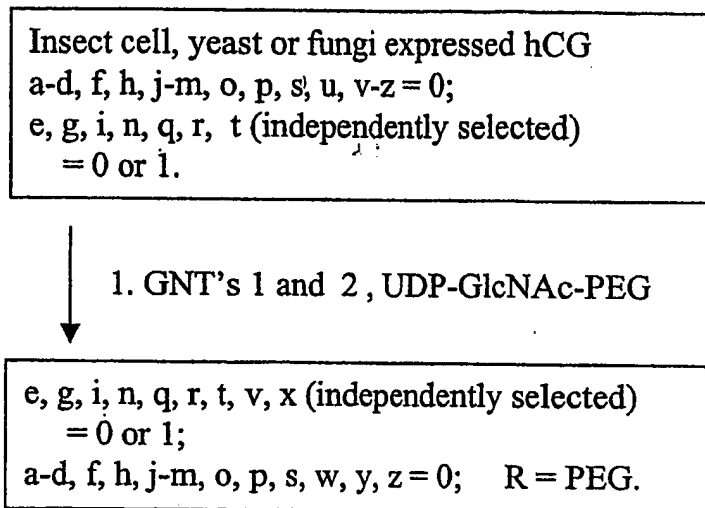 Insect cell, yeast or fungi expressed hCG
a-d, f, h, j-m, o, p, s, u, v-z = 0;
e, g, i, n, q, r, t (independently selected)
= 0 or 1.
1. GNT's 1 and 2 , UDP-GlcNAc-PEG
e, g, i, n, q, r, t, v, x (independently selected)
= 0 or 1;
a-d, f, h, j-m, o, p, s, w, y, z = 0; R = PEG.